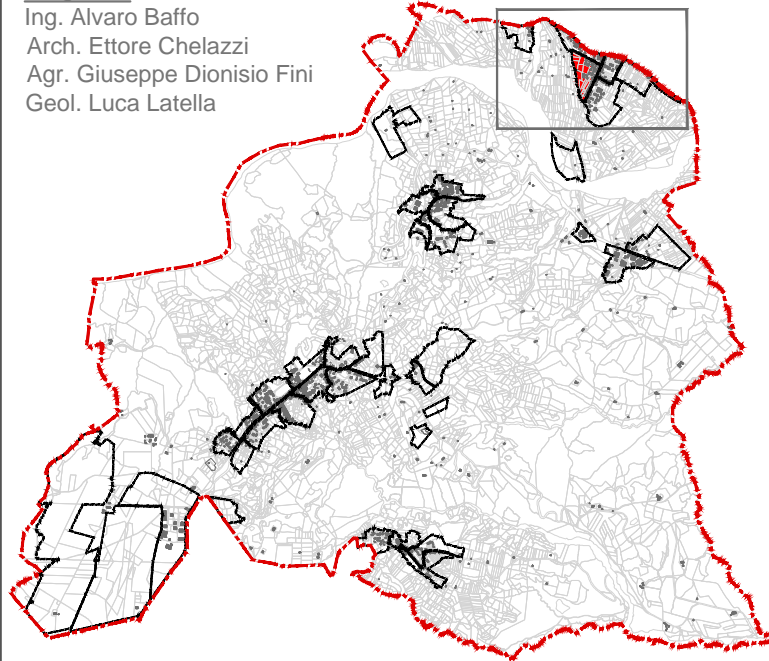 Ing. Alvaro Baffo
Arch. Ettore Chelazzi
Agr. Giuseppe Dionisio Fini
Geol. Luca Latella